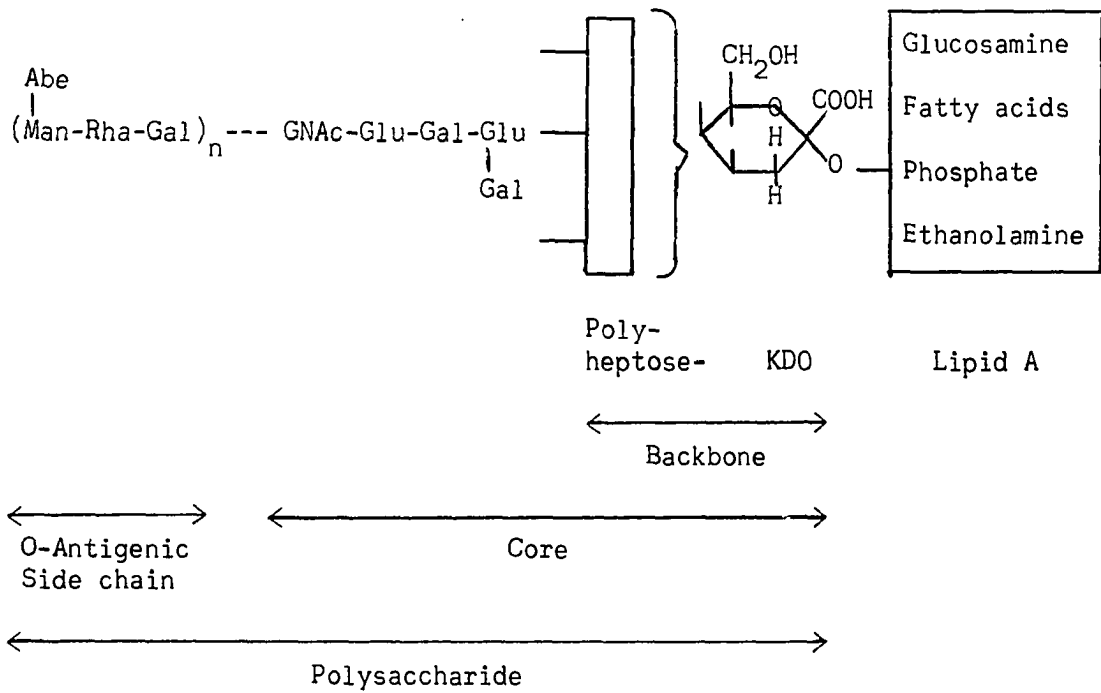 Abe
(Man-Rha-Gal)n --- GNAc-Glu-Gal-Glu
Gal
CH2OH
O
COOH
H
H
O
Glucosamine
Fatty acids
Phosphate
Ethanolamine
Poly-
heptose-
KDO
Lipid A
Backbone
O-Antigenic
Side chain
Core
Polysaccharide